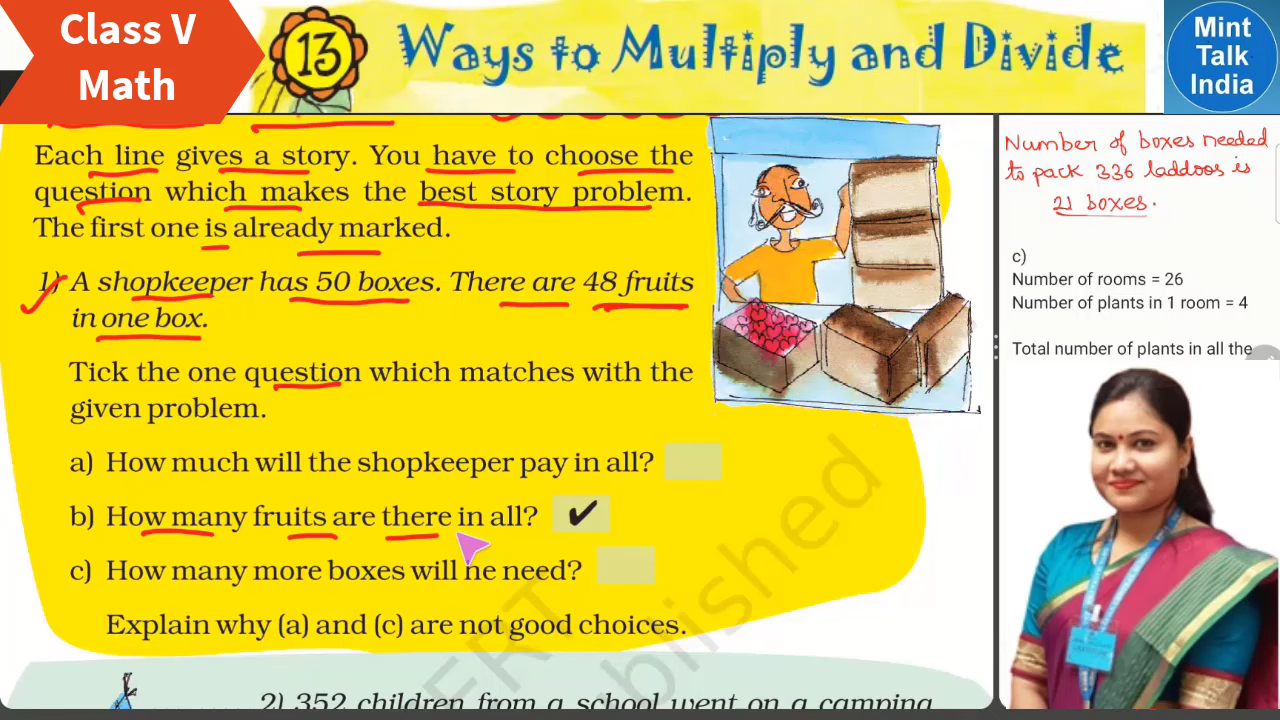 Class V
Math
13
Ways to Multiply and Divide
Mint
Talk
India
Each line gives a story. You have to choose the
question which makes the best story problem.
The first one is already marked.
1) A shopkeeper has 50 boxes. There are 48 fruits
in one box.
Tick the one question which matches with the
given problem.
a) How much will the shopkeeper pay in all?
b) How many fruits are there in all? ✔
c) How many more boxes will he need?
Explain why (a) and (c) are not good choices.
2) 352 children from a school went on a camping
Number of boxes needed
to pack 336 laddoos is
21 boxes.
c)
Number of rooms = 26
Number of plants in 1 room = 4
Total number of plants in all the
blished